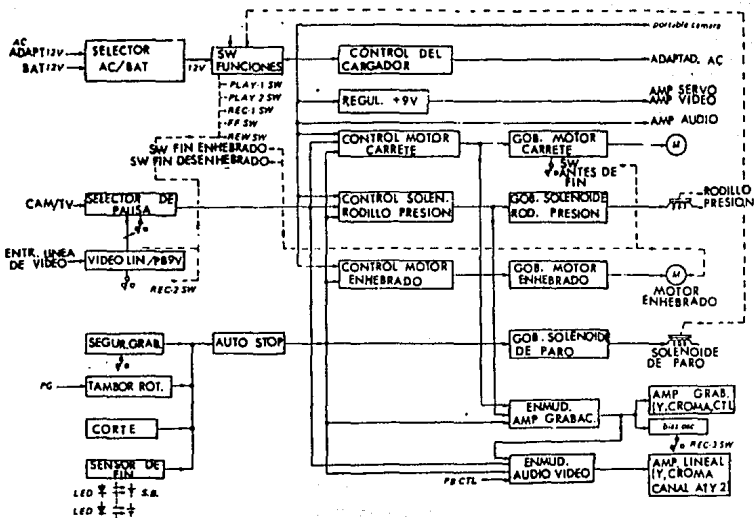 AC
ADAPT 12V
BAT 12V
SELECTOR
AC/BAT
12V
SW
FUNCIONES
PLAY-1 SW
PLAY 2 SW
REC-1 SW
FF SW
REW SW
SW FIN ENHEBRADO
SW FIN DESENHEBRADO
CONTROL DEL
CARGADOR
REGUL. +9V
portable camera
ADAPTAD. AC
AMP SERVO
AMP VIDEO
AMP AUDIO
CONTROL MOTOR
CARRETE
GOB. MOTOR
CARRETE
M
SW
ANTES DE
FIN
CAM/TV
SELECTOR DE
PAUSA
CONTROL SOLEN.
RODILLO PRESION
GOB. SOLENOIDE
ROD. PRESION
RODILLO
PRESION
ENTR. LINEA
DE VIDEO
VIDEO LIN/PB9V
REC-2 SW
CONTROL MOTOR
ENHEBRADO
GOB. MOTOR
ENHEBRADO
M
MOTOR
ENHEBRADO
SEGUR. GRAB.
AUTO STOP
GOB. SOLENOIDE
DE PARO
SOLENOIDE
DE PARO
PG
TAMBOR ROT.
CORTE
SENSOR DE
FIN
LED
S.B.
LED
ENMUD.
AMP GRABAC.
AMP GRAB.
(Y, CROMA, CTL
bias osc
REC-3 SW
PB CTL
ENMUD.
AUDIO VIDEO
AMP. LINEAL
(Y, CROMA
CANAL A1Y 2)